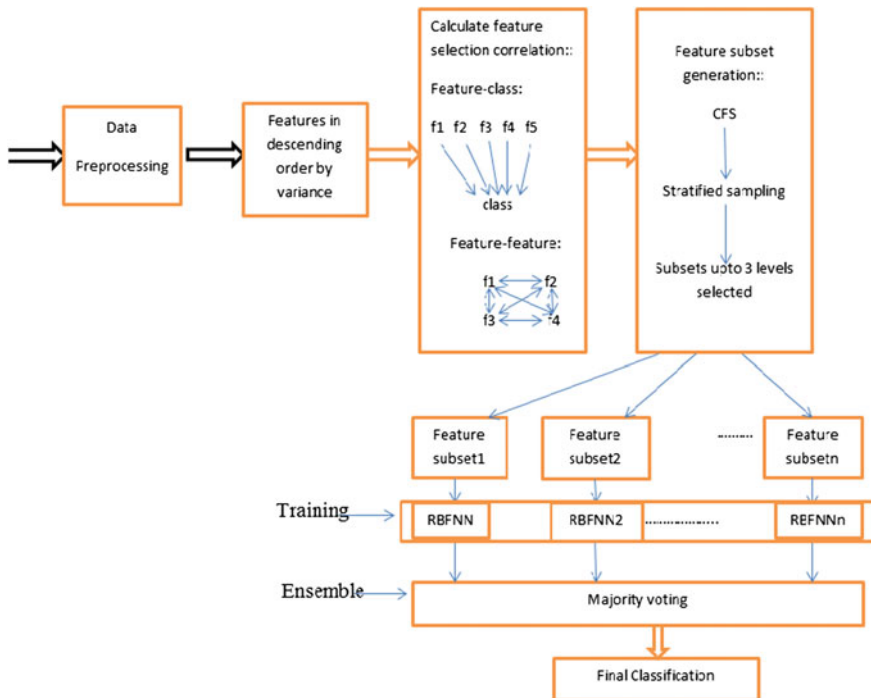 Data
Preprocessing
Features in
descending
order by
variance
Calculate feature
selection correlation::
Feature-class:
f1 f2 f3 f4 f5
class
Feature-feature:
f1 f2
f3 f4
Feature subset
generation::
CFS
Stratified sampling
Subsets upto 3 levels
selected
Feature
subset1
Feature
subset2
..........
Feature
subsetn
Training
RBFNN
RBFNN2
....................
RBFNNn
Ensemble
Majority voting
Final Classification